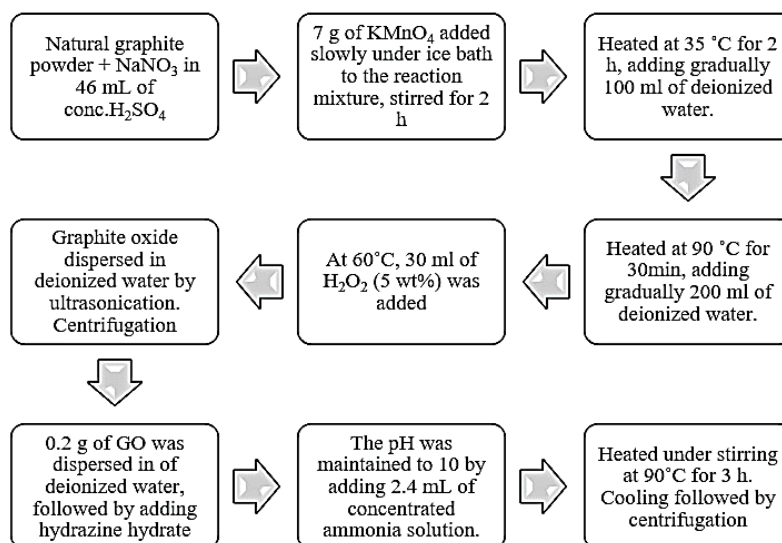 Natural graphite
powder + NaNO₃ in
46 mL of
conc.H₂SO₄
7 g of KMnO₄ added
slowly under ice bath
to the reaction
mixture, stirred for 2
h
Heated at 35 ˚C for 2
h, adding gradually
100 ml of deionized
water.
Heated at 90 ˚C for
30min, adding
gradually 200 ml of
deionized water.
At 60˚C, 30 ml of
H₂O₂ (5 wt%) was
added
Graphite oxide
dispersed in
deionized water by
ultrasonication.
Centrifugation
0.2 g of GO was
dispersed in of
deionized water,
followed by adding
hydrazine hydrate
The pH was
maintained to 10 by
adding 2.4 mL of
concentrated
ammonia solution.
Heated under stirring
at 90˚C for 3 h.
Cooling followed by
centrifugation